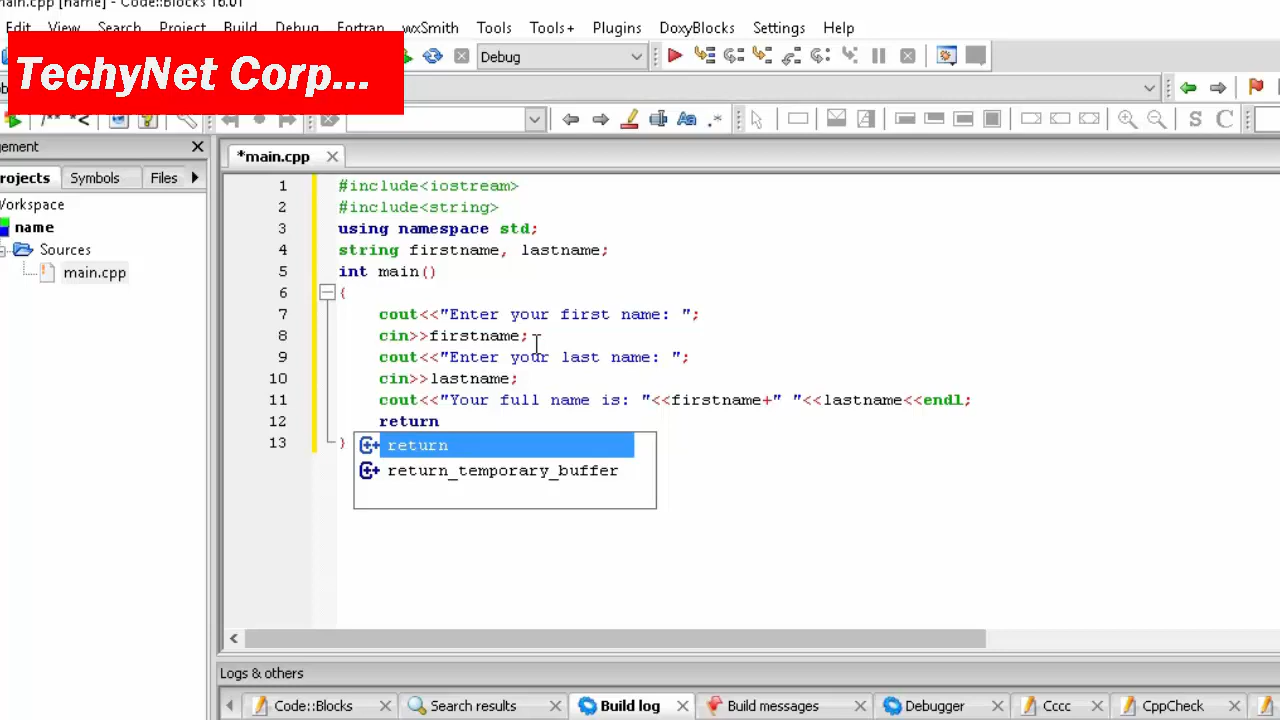 main.cpp [name] - Code::Blocks 16.01
Edit View Search Project Build Debug Fortran wxSmith Tools Tools+ Plugins DoxyBlocks Settings Help
TechyNet Corp...
Debug
/** *<
S C
*main.cpp
Projects Symbols Files
Workspace
name
Sources
main.cpp
1 #include<iostream>
2 #include<string>
3 using namespace std;
4 string firstname, lastname;
5 int main()
6 {
7 cout<<"Enter your first name: ";
8 cin>>firstname;
9 cout<<"Enter your last name: ";
10 cin>>lastname;
11 cout<<"Your full name is: "<<firstname+" "<<lastname<<endl;
12 return
13 }
return
return_temporary_buffer
Logs & others
Code::Blocks Search results Build log Build messages Debugger Cccc CppCheck